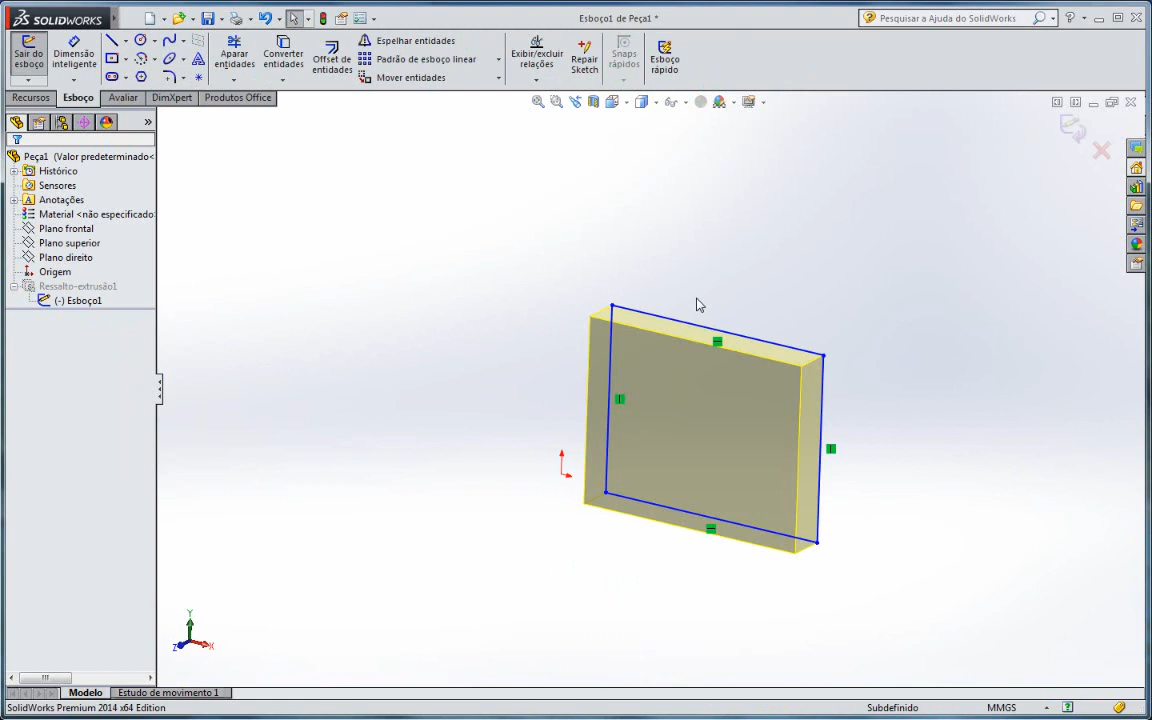 SOLIDWORKS
Esboço1 de Peça1 *
Pesquisar a Ajuda do SolidWorks
Sair do esboço
Dimensão inteligente
Aparar entidades
Converter entidades
Offset de entidades
Espelhar entidades
Padrão de esboço linear
Mover entidades
Exibir/excluir relações
Repair Sketch
Snaps rápidos
Esboço rápido
Recursos
Esboço
Avaliar
DimXpert
Produtos Office
Peça1 (Valor predeterminado<
Histórico
Sensores
Anotações
Material <não especificado>
Plano frontal
Plano superior
Plano direito
Origem
Ressalto-extrusão1
(-) Esboço1
Y
Z
X
Modelo
Estudo de movimento 1
SolidWorks Premium 2014 x64 Edition
Subdefinido
MMGS